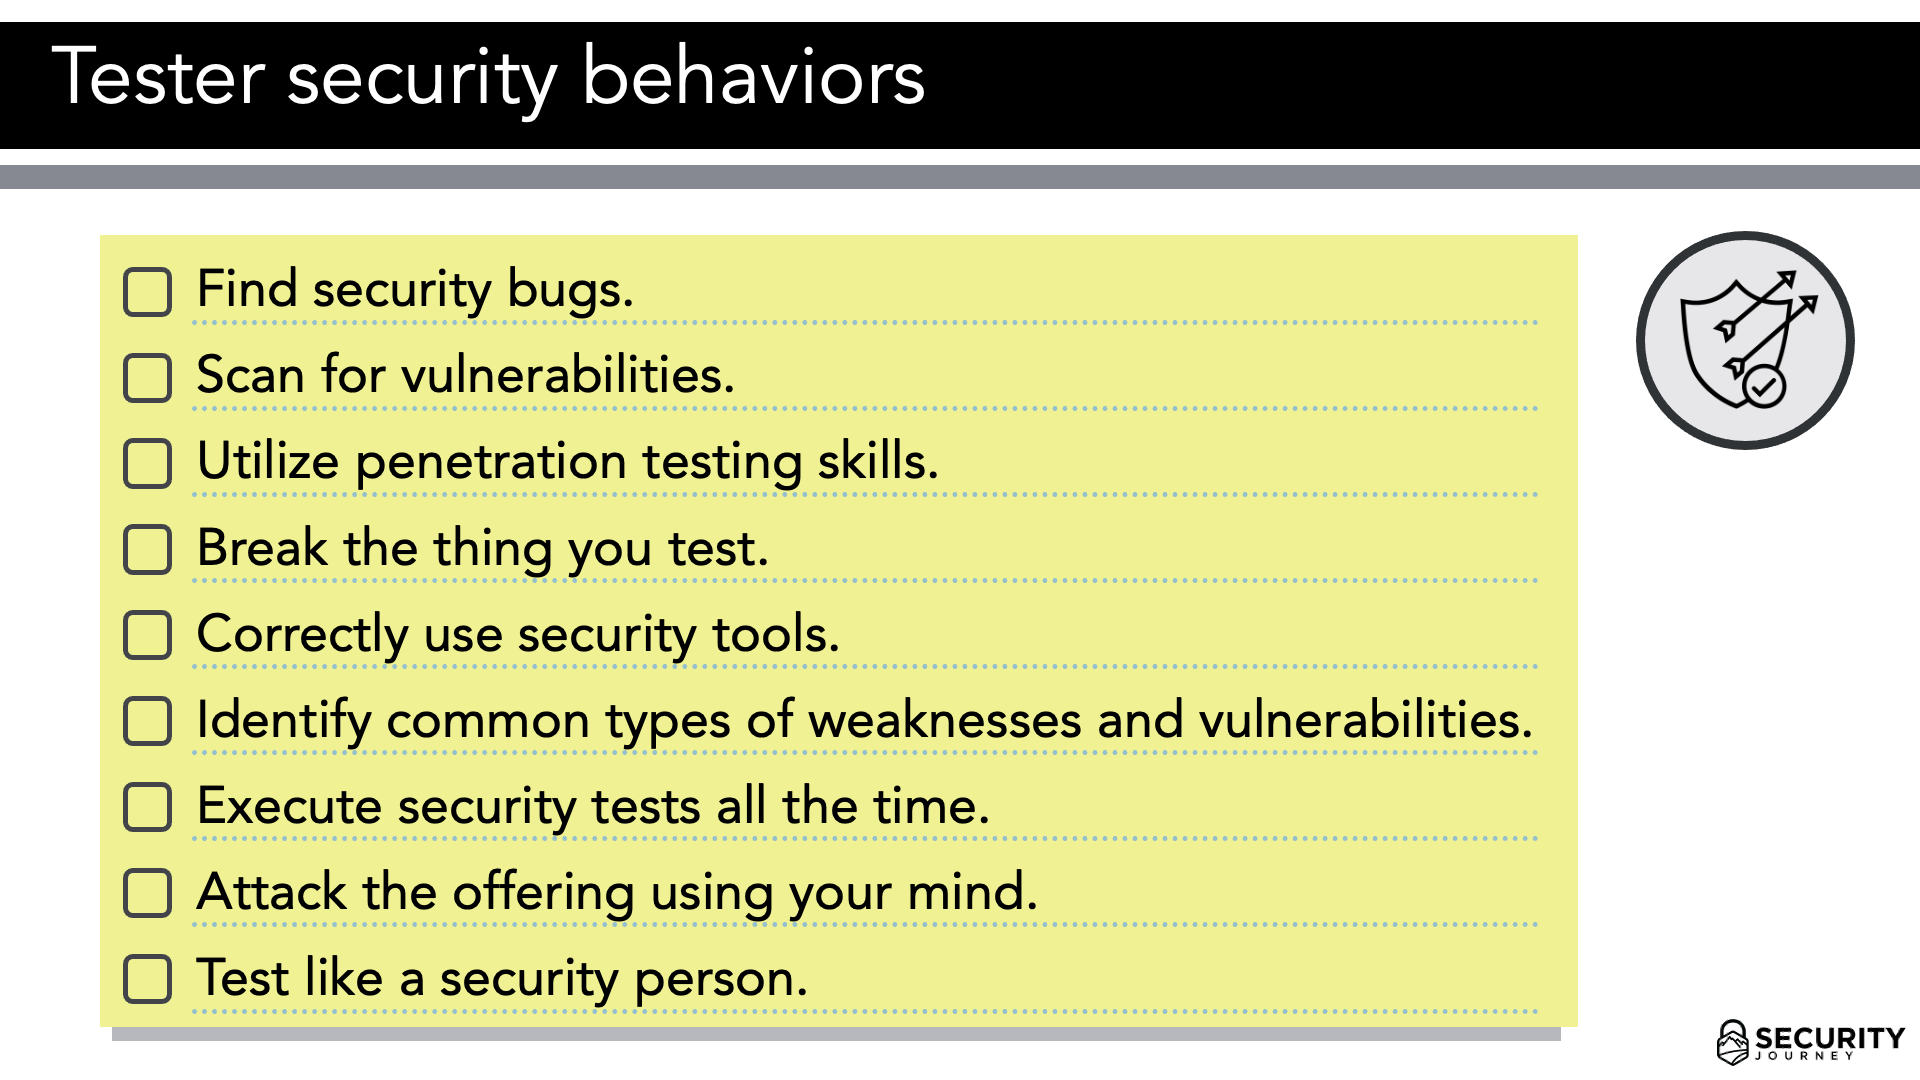 Tester security behaviors
Find security bugs.
Scan for vulnerabilities.
Utilize penetration testing skills.
Break the thing you test.
Correctly use security tools.
Identify common types of weaknesses and vulnerabilities.
Execute security tests all the time.
Attack the offering using your mind.
Test like a security person.
SECURITY
JOURNEY